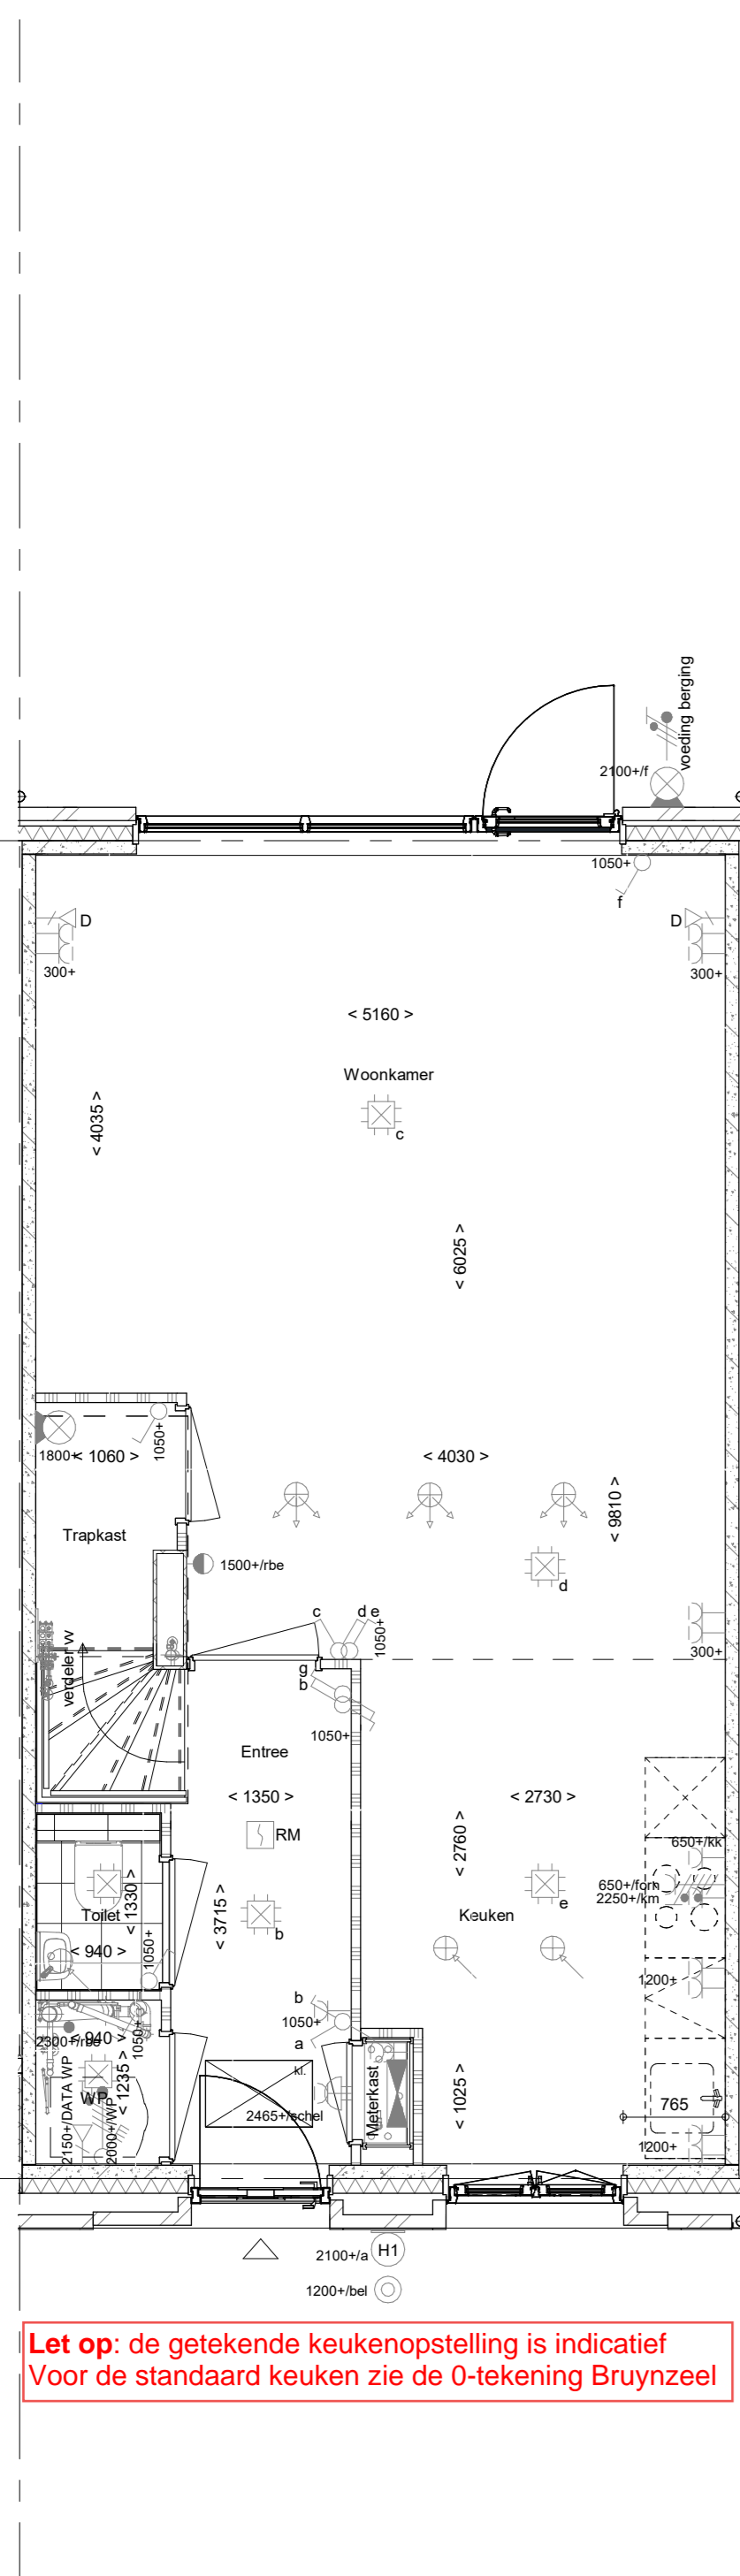 voeding berging
2100+/f
1050+
f
D
D
300+
300+
< 5160 >
Woonkamer
c
< 4035 >
< 6025 >
1050+
1800+
< 1060 >
< 4030 >
< 9810 >
Trapkast
1500+/rbe
d
c
d e
1050+
300+
verdeler vv
g
b
1050+
Entree
< 1350 >
< 2730 >
RM
< 2760 >
650+/kk
650+/forn
2250+/km
e
Keuken
< 1330 >
Toilet
< 3715 >
b
< 940 >
1050+
1200+
b
1050+
a
2300+/rbe
< 940 >
1050+
kl.
Meterkast
WP
< 1235 >
2150+/DATA WP
2000+/WP
2465+/schel
< 1025 >
765
1200+
2100+/a
H1
1200+/bel
Let op: de getekende keukenopstelling is indicatief
Voor de standaard keuken zie de 0-tekening Bruynzeel